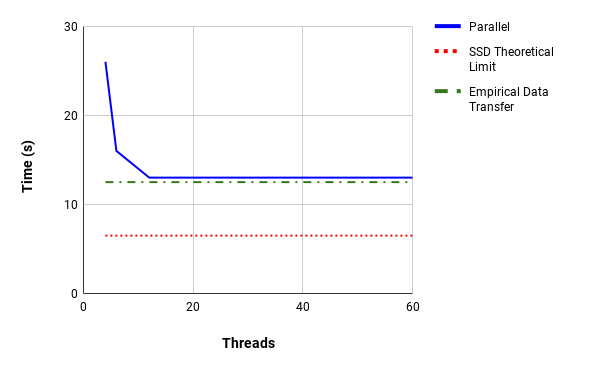 30
20
10
0
0
20
40
60
Time (s)
Threads
Parallel
SSD Theoretical
Limit
Empirical Data
Transfer